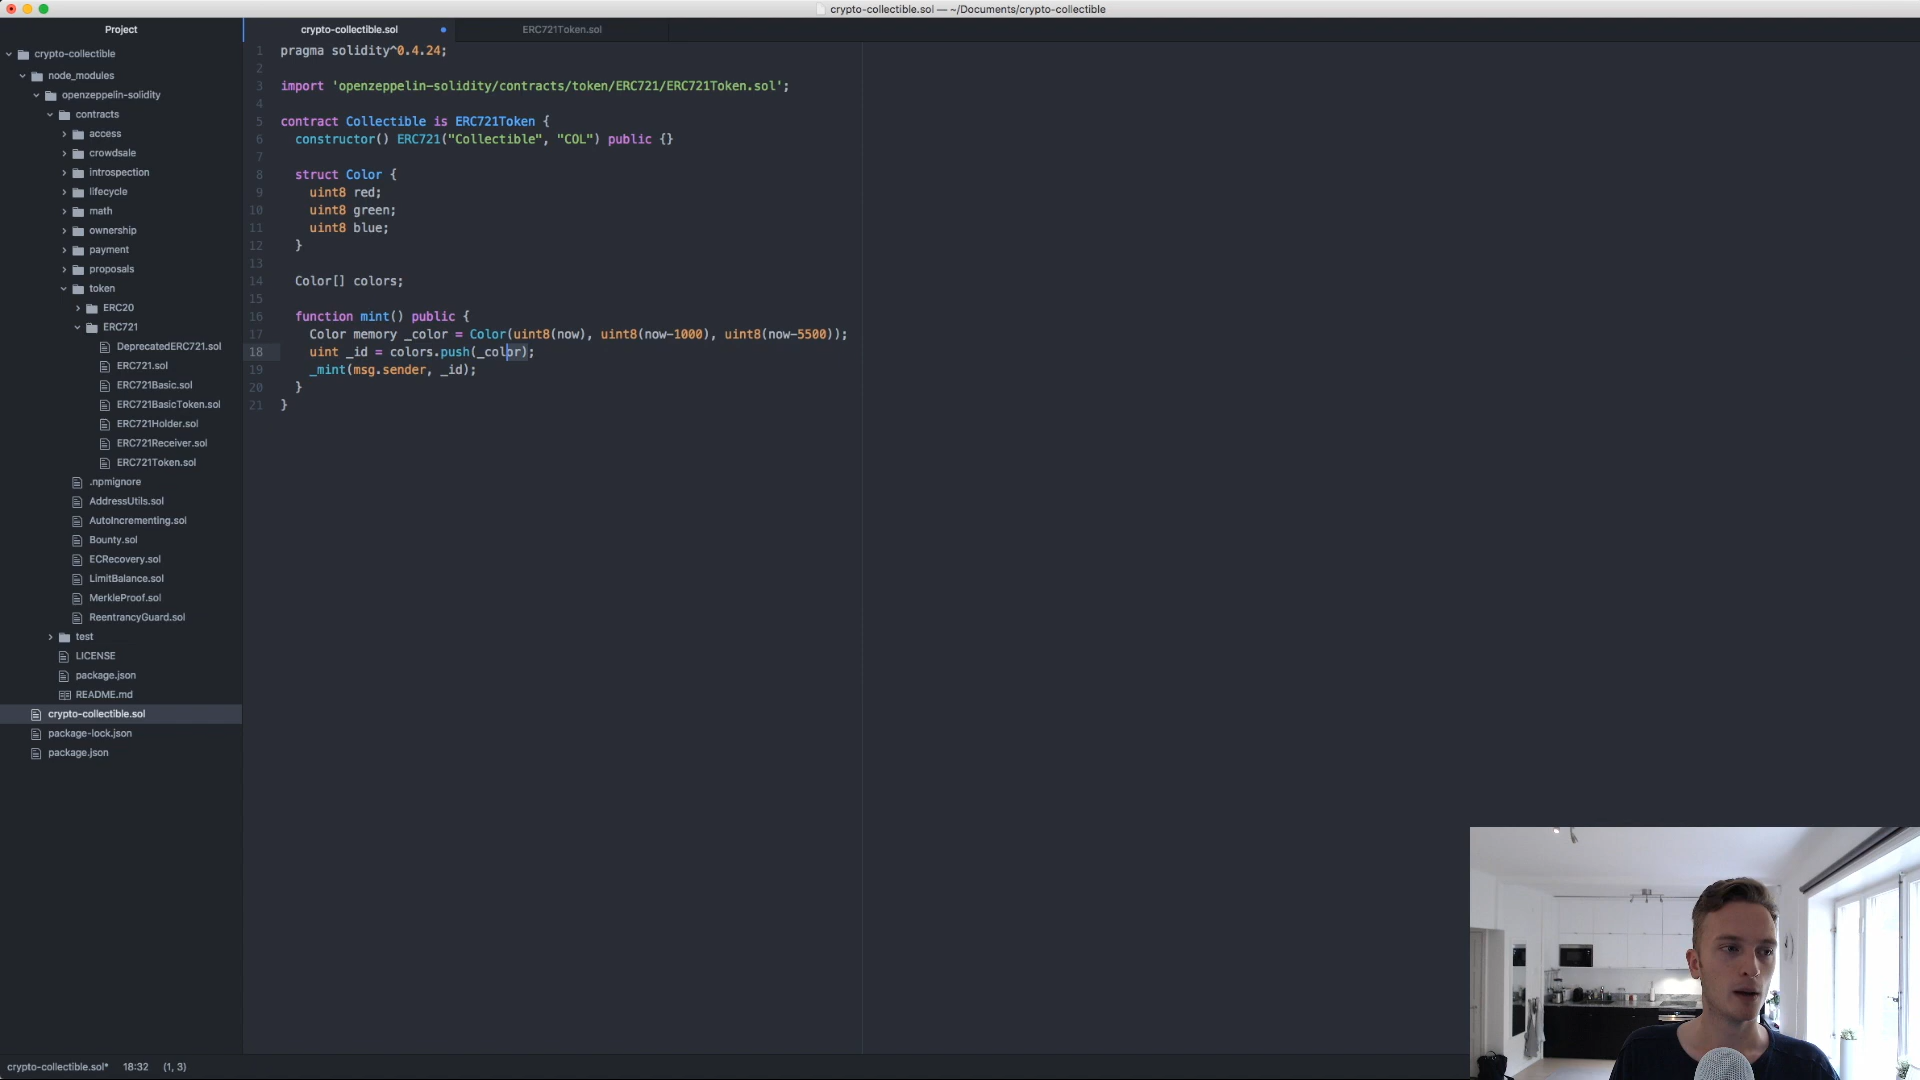 crypto-collectible.sol — ~/Documents/crypto-collectible
Project
crypto-collectible
node_modules
openzeppelin-solidity
contracts
access
crowdsale
introspection
lifecycle
math
ownership
payment
proposals
token
ERC20
ERC721
DeprecatedERC721.sol
ERC721.sol
ERC721Basic.sol
ERC721BasicToken.sol
ERC721Holder.sol
ERC721Receiver.sol
ERC721Token.sol
.npmignore
AddressUtils.sol
AutoIncrementing.sol
Bounty.sol
ECRecovery.sol
LimitBalance.sol
MerkleProof.sol
ReentrancyGuard.sol
test
LICENSE
package.json
README.md
crypto-collectible.sol
package-lock.json
package.json
crypto-collectible.sol
ERC721Token.sol
1 pragma solidity^0.4.24;
2
3 import 'openzeppelin-solidity/contracts/token/ERC721/ERC721Token.sol';
4
5 contract Collectible is ERC721Token {
6 constructor() ERC721("Collectible", "COL") public {}
7
8 struct Color {
9 uint8 red;
10 uint8 green;
11 uint8 blue;
12 }
13
14 Color[] colors;
15
16 function mint() public {
17 Color memory _color = Color(uint8(now), uint8(now-1000), uint8(now-5500));
18 uint _id = colors.push(_color);
19 _mint(msg.sender, _id);
20 }
21 }
crypto-collectible.sol* 18:32 (1, 3)